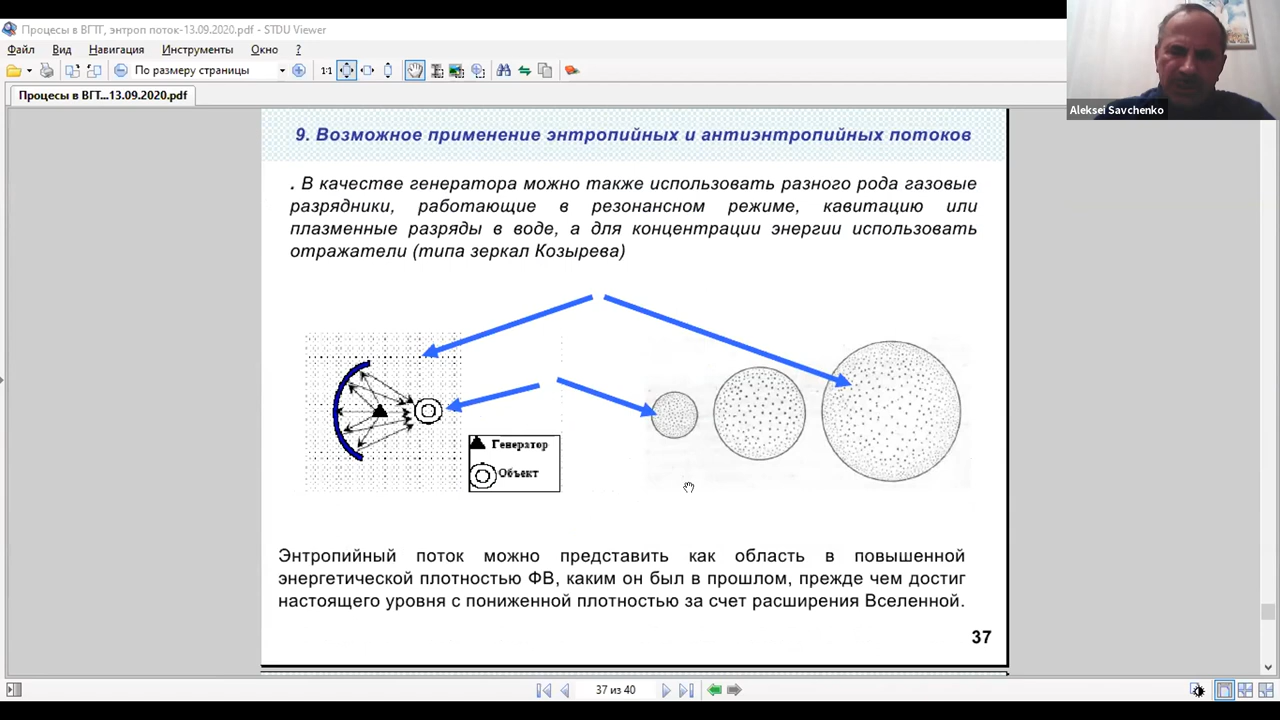 Процессы в ВГТГ, энтроп поток-13.09.2020.pdf - STDU Viewer
Файл Вид Навигация Инструменты Окно ?
По размеру страницы 1:1
Процессы в ВГТ...13.09.2020.pdf
Aleksei Savchenko
9. Возможное применение энтропийных и антиэнтропийных потоков
. В качестве генератора можно также использовать разного рода газовые
разрядники, работающие в резонансном режиме, кавитацию или
плазменные разряды в воде, а для концентрации энергии использовать
отражатели (типа зеркал Козырева)
Генератор
Объект
Энтропийный поток можно представить как область в повышенной
энергетической плотностью ФВ, каким он был в прошлом, прежде чем достиг
настоящего уровня с пониженной плотностью за счет расширения Вселенной.
37
37 из 40